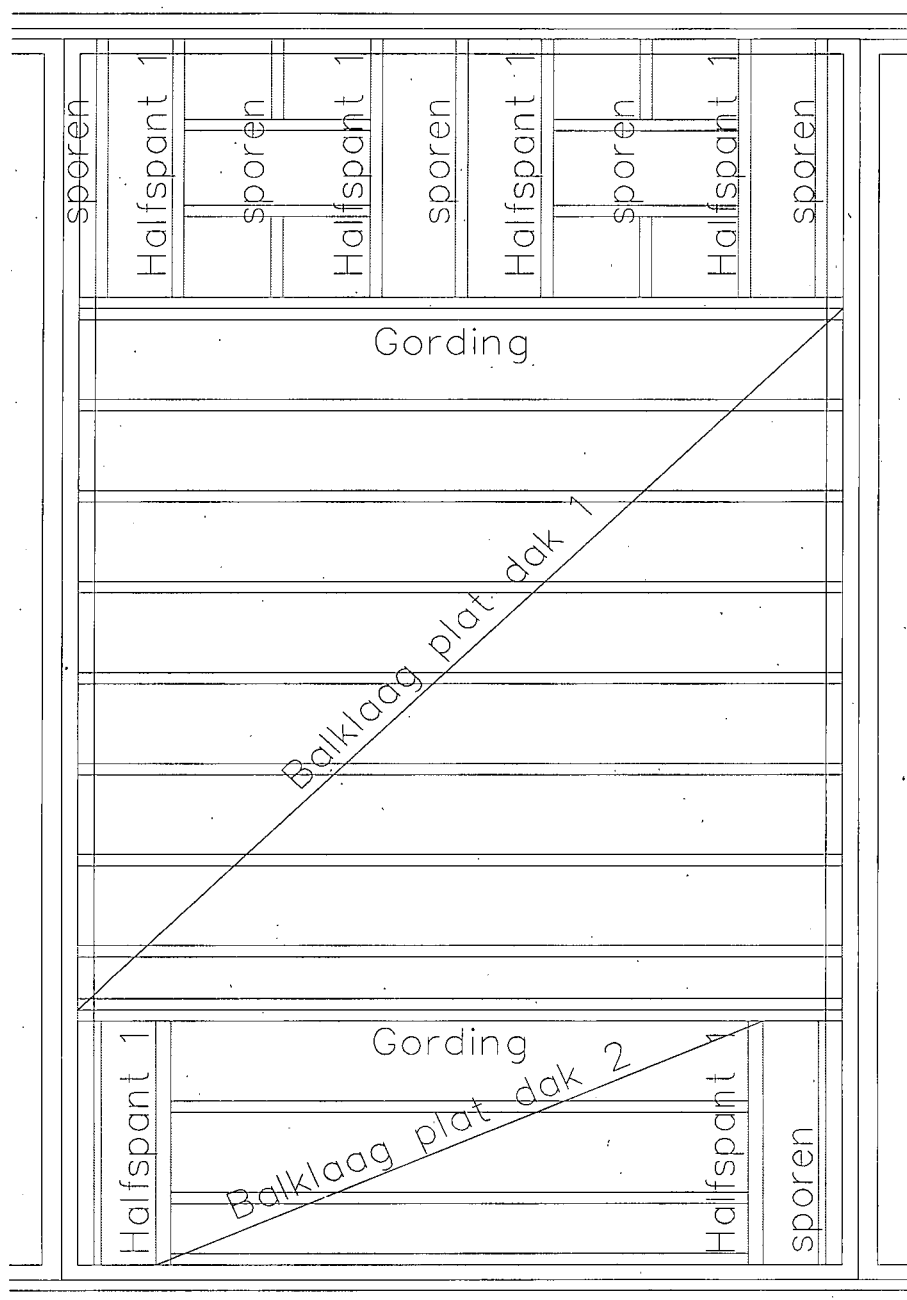 sporen
Halfspant 1
sporen
Halfspant 1
sporen
Halfspant 1
sporen
Halfspant 1
sporen
Gording
Balklaag plat dak 1
Gording
Halfspant 1
Balklaag plat dak 2
Halfspant 1
sporen